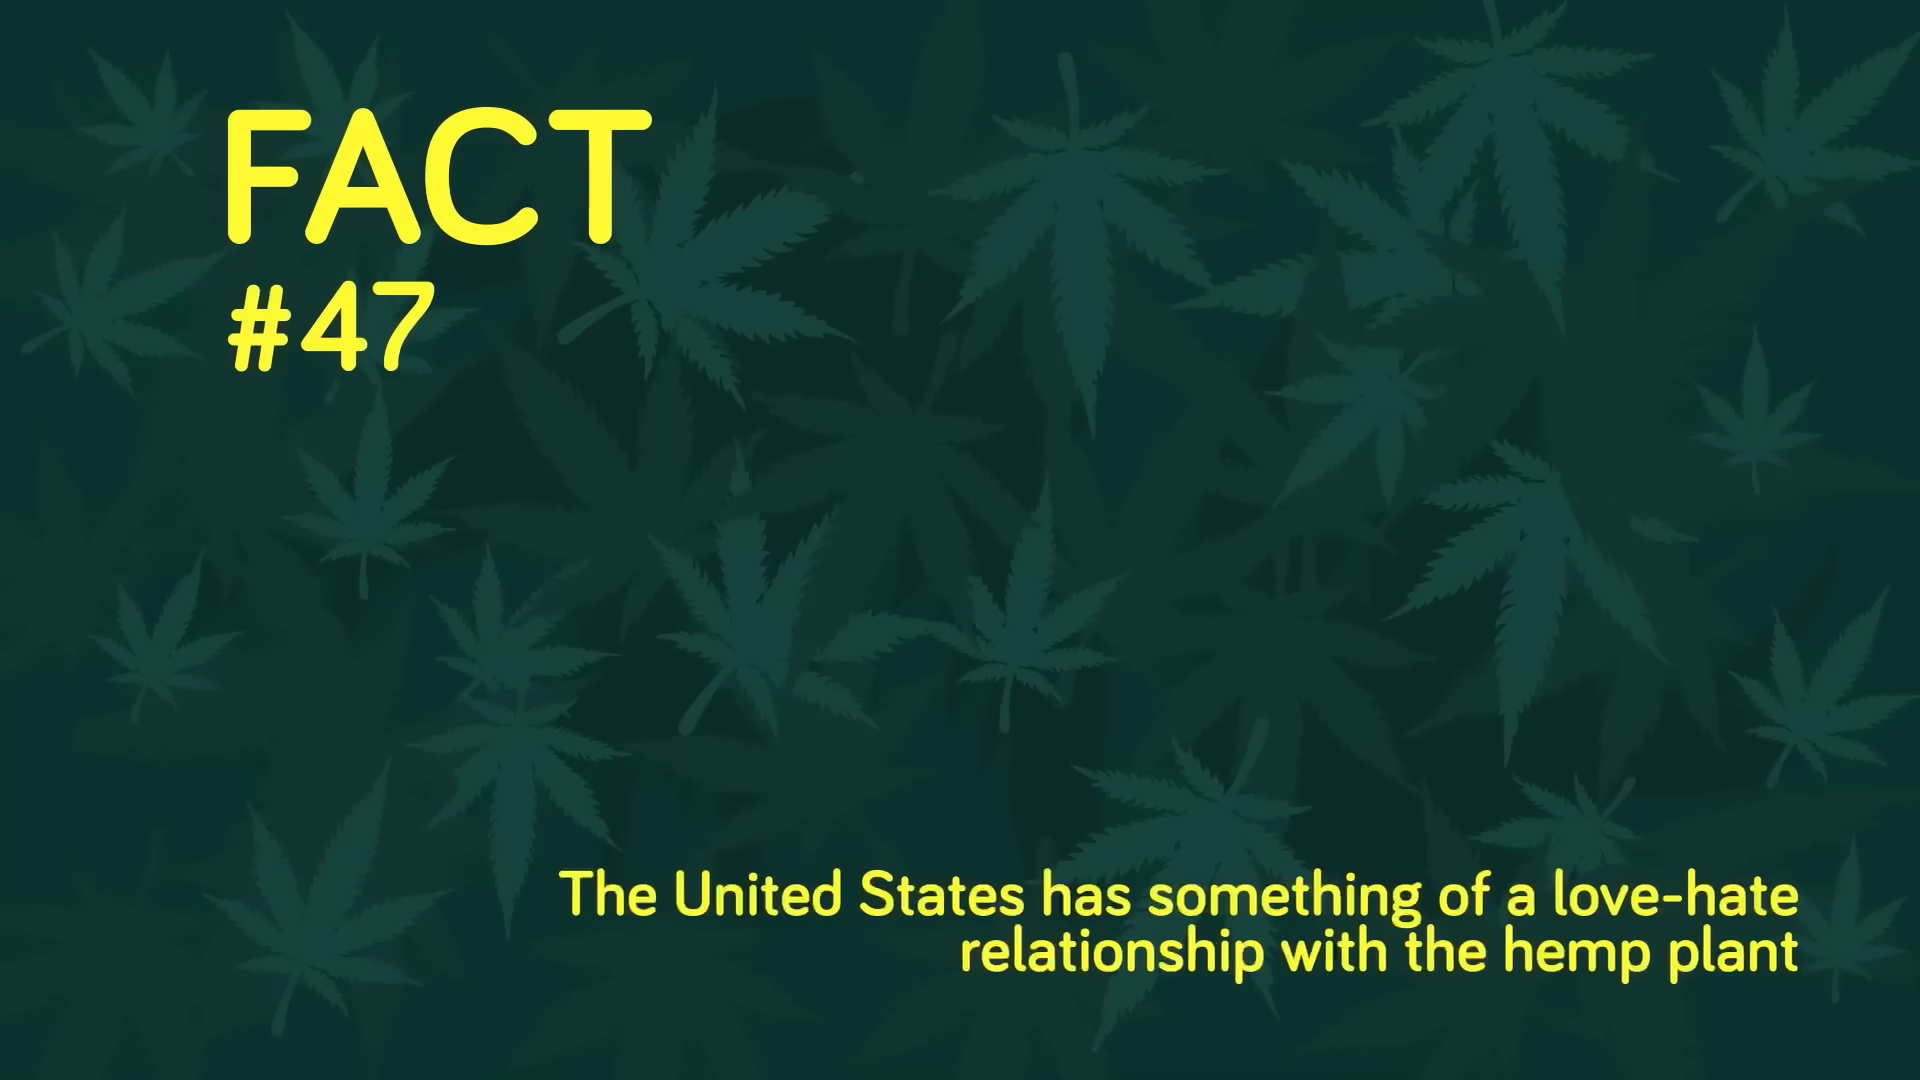 FACT
#47
The United States has something of a love-hate
relationship with the hemp plant